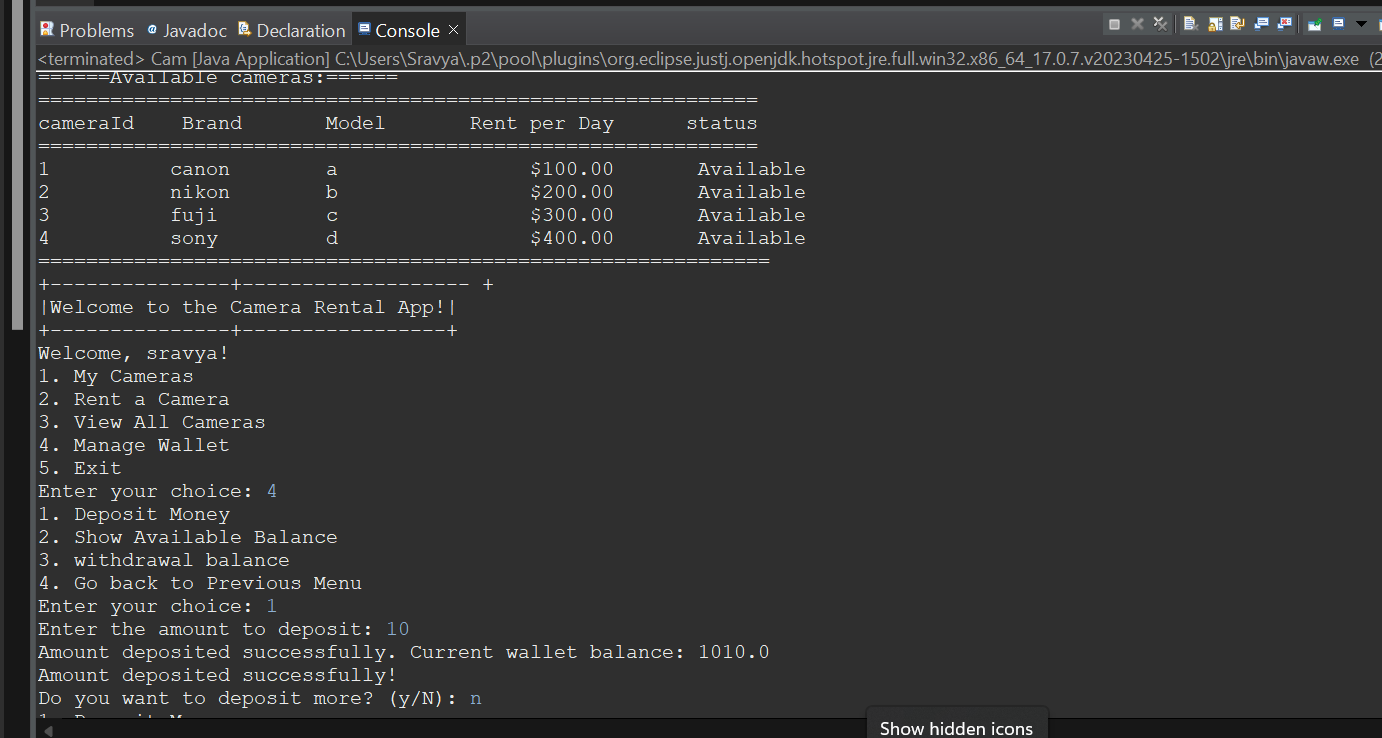 Problems Javadoc Declaration Console
<terminated> Cam [Java Application] C:\Users\Sravya\.p2\pool\plugins\org.eclipse.justj.openjdk.hotspot.jre.full.win32.x86_64_17.0.7.v20230425-1502\jre\bin\javaw.exe (2
======Available cameras:======
============================================================
cameraId    Brand       Model       Rent per Day      status
============================================================
1          canon        a                $100.00       Available
2          nikon        b                $200.00       Available
3          fuji         c                $300.00       Available
4          sony         d                $400.00       Available
=============================================================
+---------------+------------------- +
|Welcome to the Camera Rental App!|
+---------------+-----------------+
Welcome, sravya!
1. My Cameras
2. Rent a Camera
3. View All Cameras
4. Manage Wallet
5. Exit
Enter your choice: 4
1. Deposit Money
2. Show Available Balance
3. withdrawal balance
4. Go back to Previous Menu
Enter your choice: 1
Enter the amount to deposit: 10
Amount deposited successfully. Current wallet balance: 1010.0
Amount deposited successfully!
Do you want to deposit more? (y/N): n
Show hidden icons